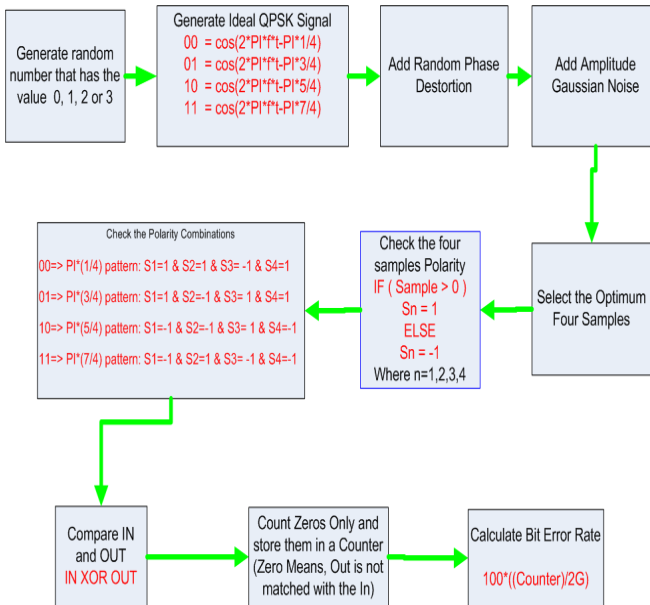 Generate random
number that has the
value 0, 1, 2 or 3
Generate Ideal QPSK Signal
00 = cos(2*PI*f*t-PI*1/4)
01 = cos(2*PI*f*t-PI*3/4)
10 = cos(2*PI*f*t-PI*5/4)
11 = cos(2*PI*f*t-PI*7/4)
Add Random Phase
Destortion
Add Amplitude
Gaussian Noise
Select the Optimum
Four Samples
Check the four
samples Polarity
IF ( Sample > 0 )
Sn = 1
ELSE
Sn = -1
Where n=1,2,3,4
Check the Polarity Combinations
00=> PI*(1/4) pattern: S1=1 & S2=1 & S3= -1 & S4=1
01=> PI*(3/4) pattern: S1=1 & S2=-1 & S3= 1 & S4=1
10=> PI*(5/4) pattern: S1=-1 & S2=-1 & S3= 1 & S4=-1
11=> PI*(7/4) pattern: S1=-1 & S2=1 & S3= -1 & S4=-1
Compare IN
and OUT
IN XOR OUT
Count Zeros Only and
store them in a Counter
(Zero Means, Out is not
matched with the In)
Calculate Bit Error Rate
100*((Counter)/2G)